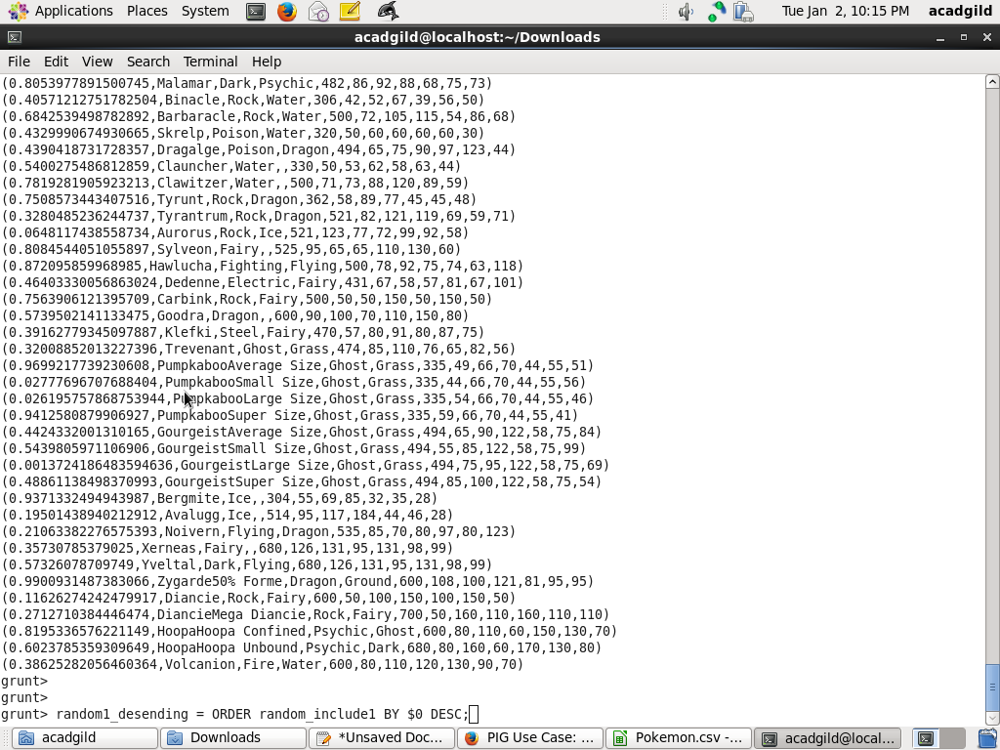 Applications Places System Tue Jan 2, 10:15 PM acadgild
acadgild@localhost:~/Downloads
File Edit View Search Terminal Help
(0.8053977891500745,Malamar,Dark,Psychic,482,86,92,88,68,75,73)
(0.40571212751782504,Binacle,Rock,Water,306,42,52,67,39,56,50)
(0.6842539498782892,Barbaracle,Rock,Water,500,72,105,115,54,86,68)
(0.4329990674930665,Skrelp,Poison,Water,320,50,60,60,60,60,30)
(0.4390418731728357,Dragalge,Poison,Dragon,494,65,75,90,97,123,44)
(0.5400275486812859,Clauncher,Water,,330,50,53,62,58,63,44)
(0.7819281905923213,Clawitzer,Water,,500,71,73,88,120,89,59)
(0.7508573443407516,Tyrunt,Rock,Dragon,362,58,89,77,45,45,48)
(0.3280485236244737,Tyrantrum,Rock,Dragon,521,82,121,119,69,59,71)
(0.0648117438558734,Aurorus,Rock,Ice,521,123,77,72,99,92,58)
(0.8084544051055897,Sylveon,Fairy,,525,95,65,65,110,130,60)
(0.872095859968985,Hawlucha,Fighting,Flying,500,78,92,75,74,63,118)
(0.46403330056863024,Dedenne,Electric,Fairy,431,67,58,57,81,67,101)
(0.7563906121395709,Carbink,Rock,Fairy,500,50,50,150,50,150,50)
(0.5739502141133475,Goodra,Dragon,,600,90,100,70,110,150,80)
(0.39162779345097887,Klefki,Steel,Fairy,470,57,80,91,80,87,75)
(0.32008852013227396,Trevenant,Ghost,Grass,474,85,110,76,65,82,56)
(0.9699217739230608,PumpkabooAverage Size,Ghost,Grass,335,49,66,70,44,55,51)
(0.02777696707688404,PumpkabooSmall Size,Ghost,Grass,335,44,66,70,44,55,56)
(0.026195757868753944,PumpkabooLarge Size,Ghost,Grass,335,54,66,70,44,55,46)
(0.9412580879906927,PumpkabooSuper Size,Ghost,Grass,335,59,66,70,44,55,41)
(0.4424332001310165,GourgeistAverage Size,Ghost,Grass,494,65,90,122,58,75,84)
(0.5439805971106906,GourgeistSmall Size,Ghost,Grass,494,55,85,122,58,75,99)
(0.0013724186483594636,GourgeistLarge Size,Ghost,Grass,494,75,95,122,58,75,69)
(0.48861138498370993,GourgeistSuper Size,Ghost,Grass,494,85,100,122,58,75,54)
(0.9371332494943987,Bergmite,Ice,,304,55,69,85,32,35,28)
(0.19501438940212912,Avalugg,Ice,,514,95,117,184,44,46,28)
(0.21063382276575393,Noivern,Flying,Dragon,535,85,70,80,97,80,123)
(0.35730785379025,Xerneas,Fairy,,680,126,131,95,131,98,99)
(0.57326078709749,Yveltal,Dark,Flying,680,126,131,95,131,98,99)
(0.9900931487383066,Zygarde50% Forme,Dragon,Ground,600,108,100,121,81,95,95)
(0.11626274242479917,Diancie,Rock,Fairy,600,50,100,150,100,150,50)
(0.2712710384446474,DiancieMega Diancie,Rock,Fairy,700,50,160,110,160,110,110)
(0.8195336576221149,HoopaHoopa Confined,Psychic,Ghost,600,80,110,60,150,130,70)
(0.6023785359309649,HoopaHoopa Unbound,Psychic,Dark,680,80,160,60,170,130,80)
(0.38625282056460364,Volcanion,Fire,Water,600,80,110,120,130,90,70)
grunt>
grunt>
grunt> random1_desending = ORDER random_include1 BY $0 DESC;
acadgild Downloads *Unsaved Doc... PIG Use Case: ... Pokemon.csv -... acadgild@local...